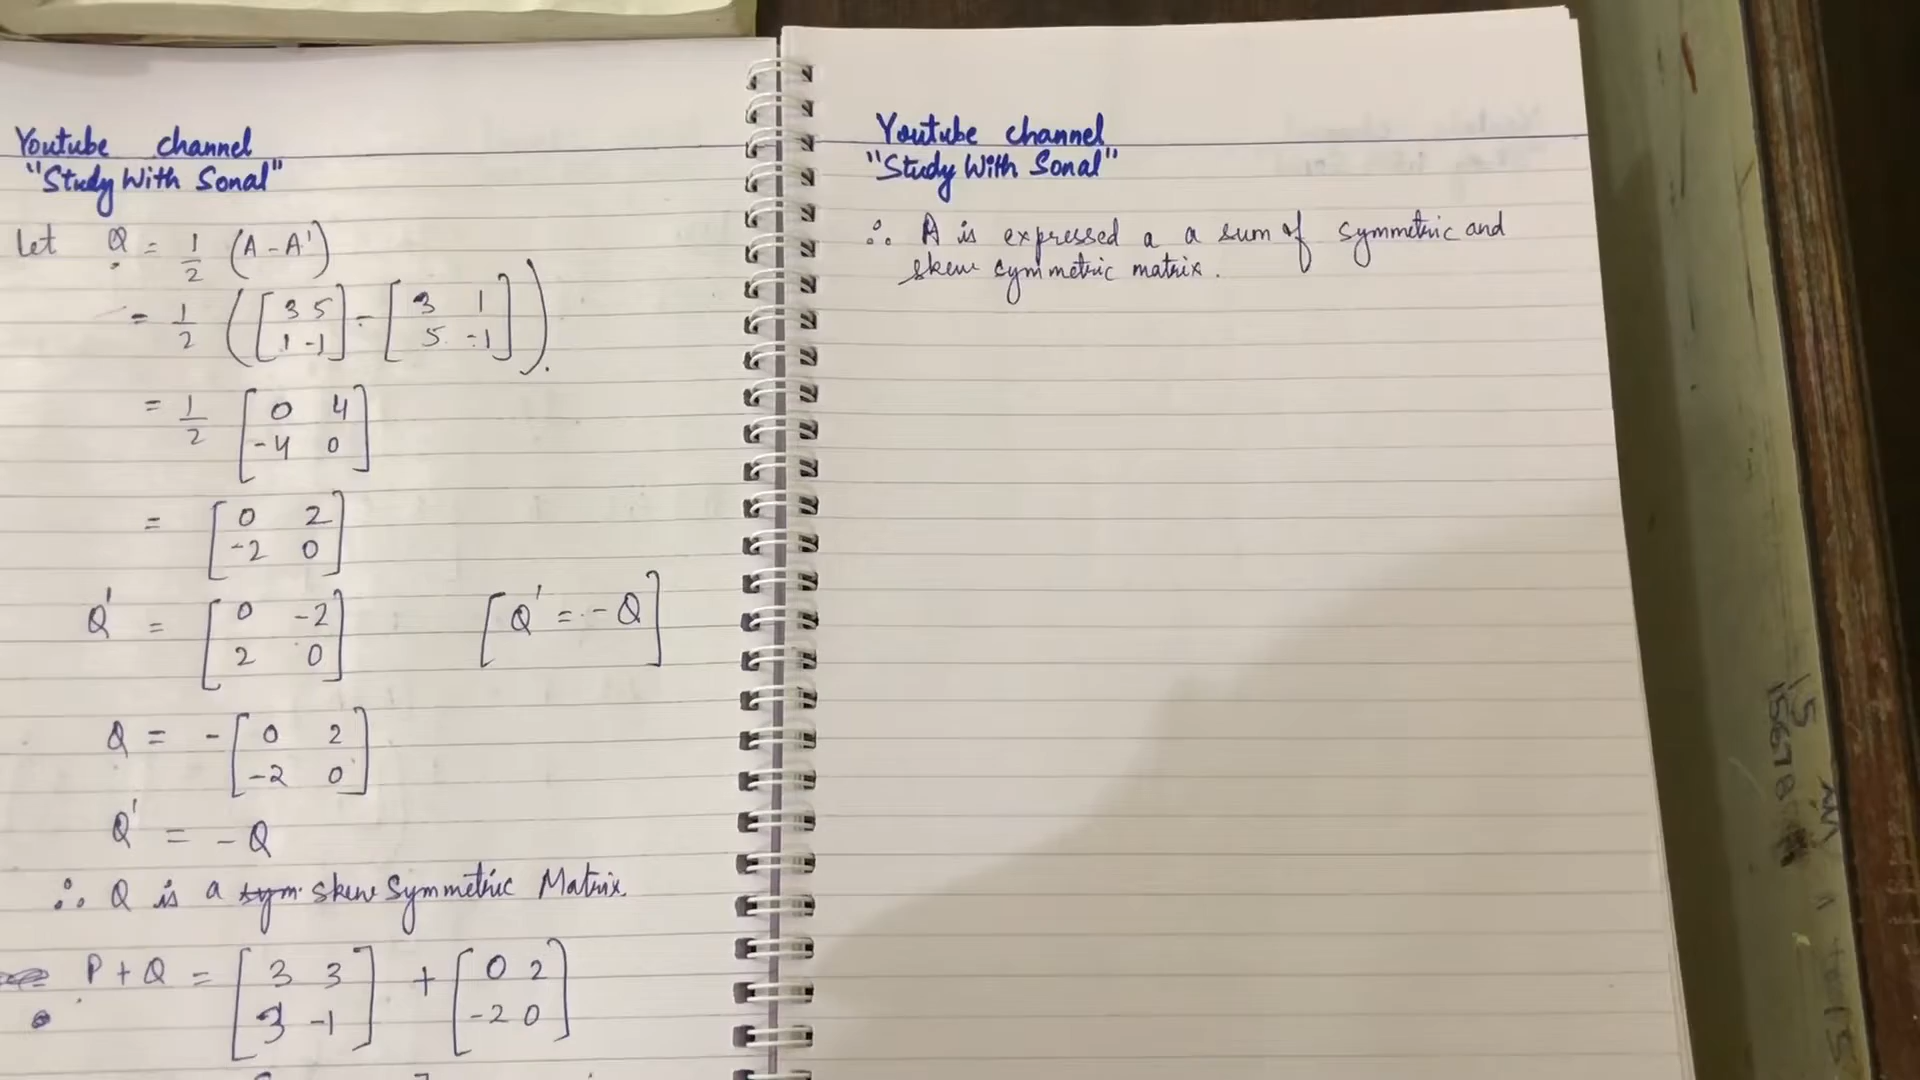 Youtube channel
"Study With Sonal"
Let Q = 1/2 (A - A')
= 1/2 ([3 5
1 -1] - [3 1
5 -1]).
= 1/2 [0 4
-4 0]
= [0 2
-2 0]
Q' = [0 -2
2 0] [Q' = - Q]
Q = - [0 2
-2 0]
Q' = - Q
∴ Q is a skew Symmetric Matrix.
P + Q = [3 3
3 -1] + [0 2
-2 0]
Youtube channel
"Study With Sonal"
∴ A is expressed a a sum of symmetric and
skew symmetric matrix.